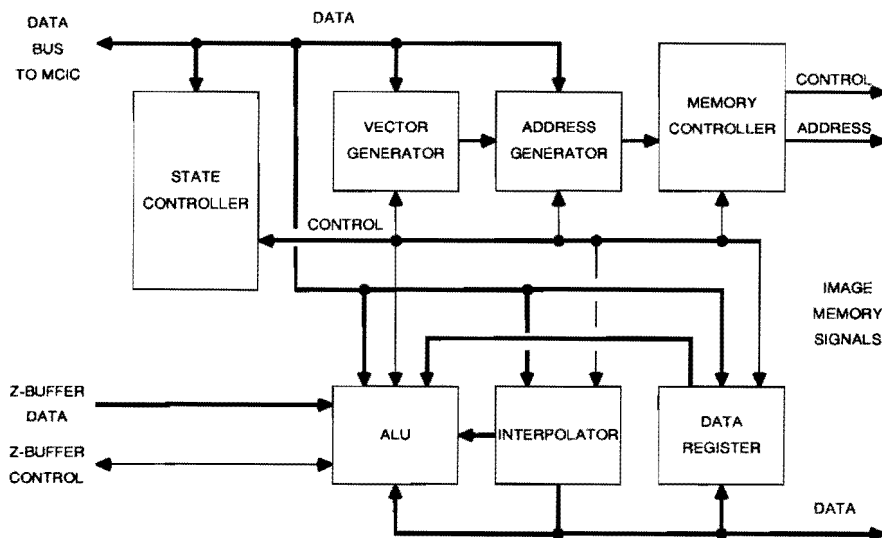 DATA
BUS
TO MCIC
DATA
STATE
CONTROLLER
VECTOR
GENERATOR
ADDRESS
GENERATOR
MEMORY
CONTROLLER
CONTROL
ADDRESS
CONTROL
IMAGE
MEMORY
SIGNALS
Z-BUFFER
DATA
Z-BUFFER
CONTROL
ALU
INTERPOLATOR
DATA
REGISTER
DATA